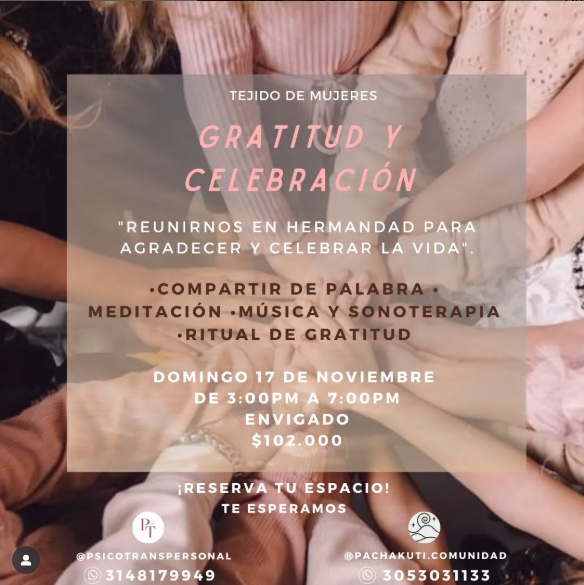 TEJIDO DE MUJERES
GRATITUD Y
CELEBRACIÓN
"REUNIRNOS EN HERMANDAD PARA
AGRADECER Y CELEBRAR LA VIDA".
•COMPARTIR DE PALABRA •
MEDITACIÓN •MÚSICA Y SONOTERAPIA
•RITUAL DE GRATITUD
DOMINGO 17 DE NOVIEMBRE
DE 3:00PM A 7:00PM
ENVIGADO
$102.000
¡RESERVA TU ESPACIO!
TE ESPERAMOS
PT
@PSICOTRANSPERSONAL
3148179949
@PACHAKUTI.COMUNIDAD
3053031133